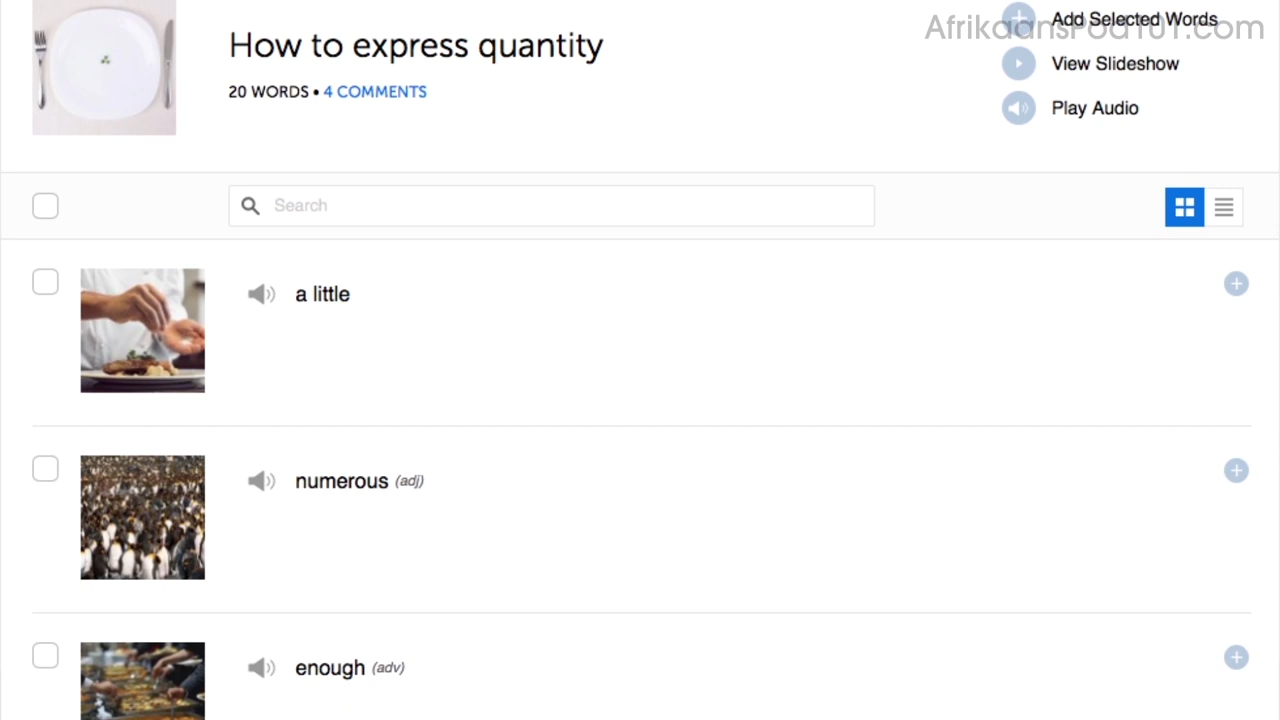 AfrikaansPod101.com
Add Selected Words
How to express quantity
View Slideshow
20 WORDS • 4 COMMENTS
Play Audio
Search
a little
numerous (adj)
enough (adv)